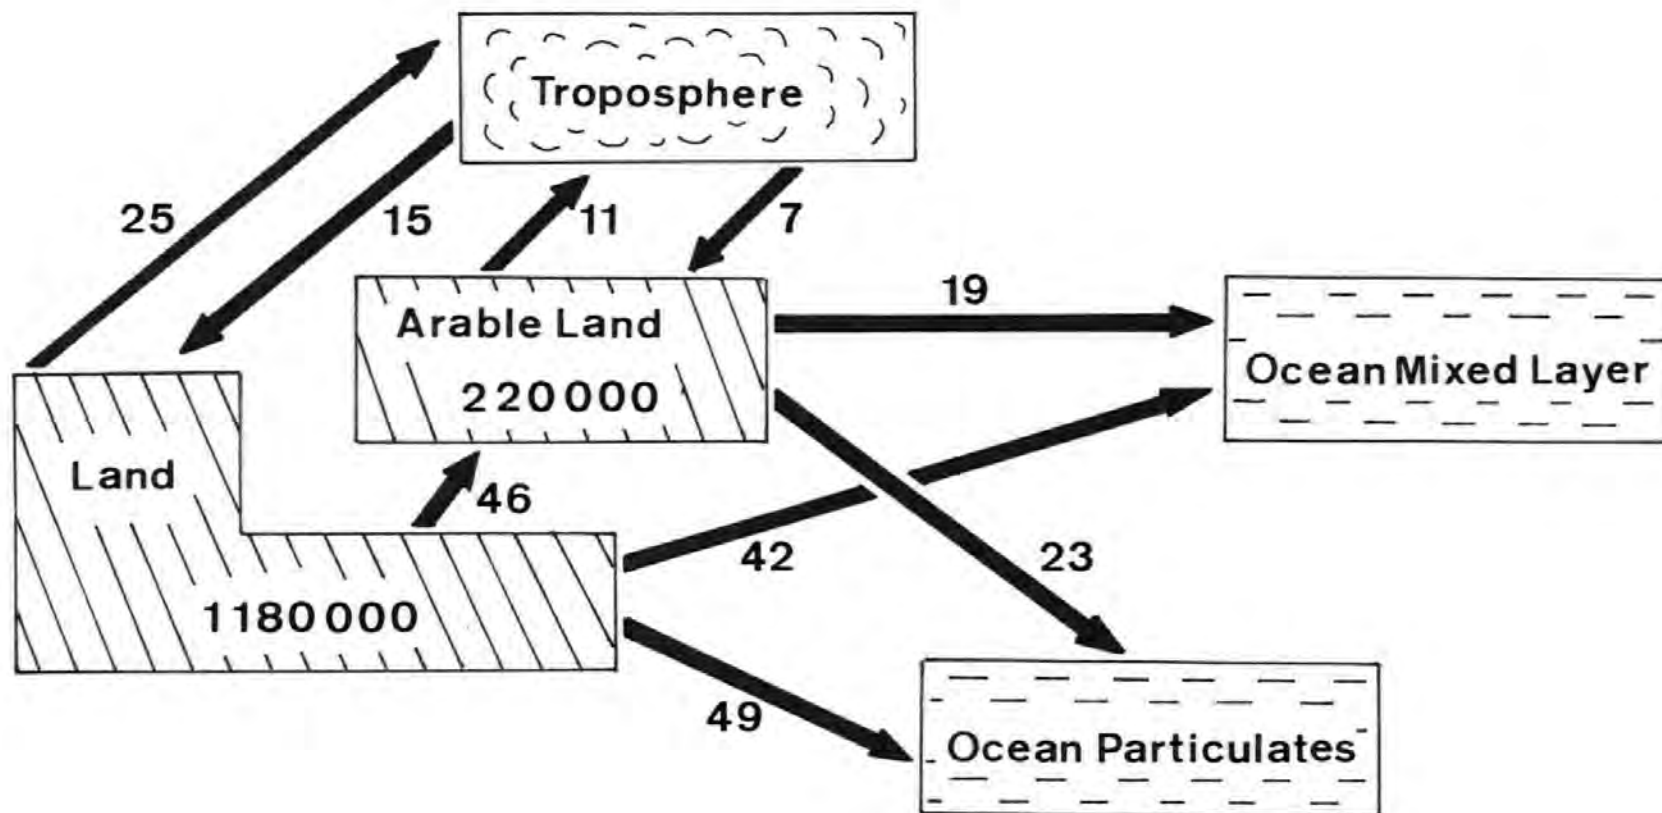 Troposphere
25
15
11
7
19
Arable Land
220000
Ocean Mixed Layer
Land
46
42
23
1180000
49
Ocean Particulates